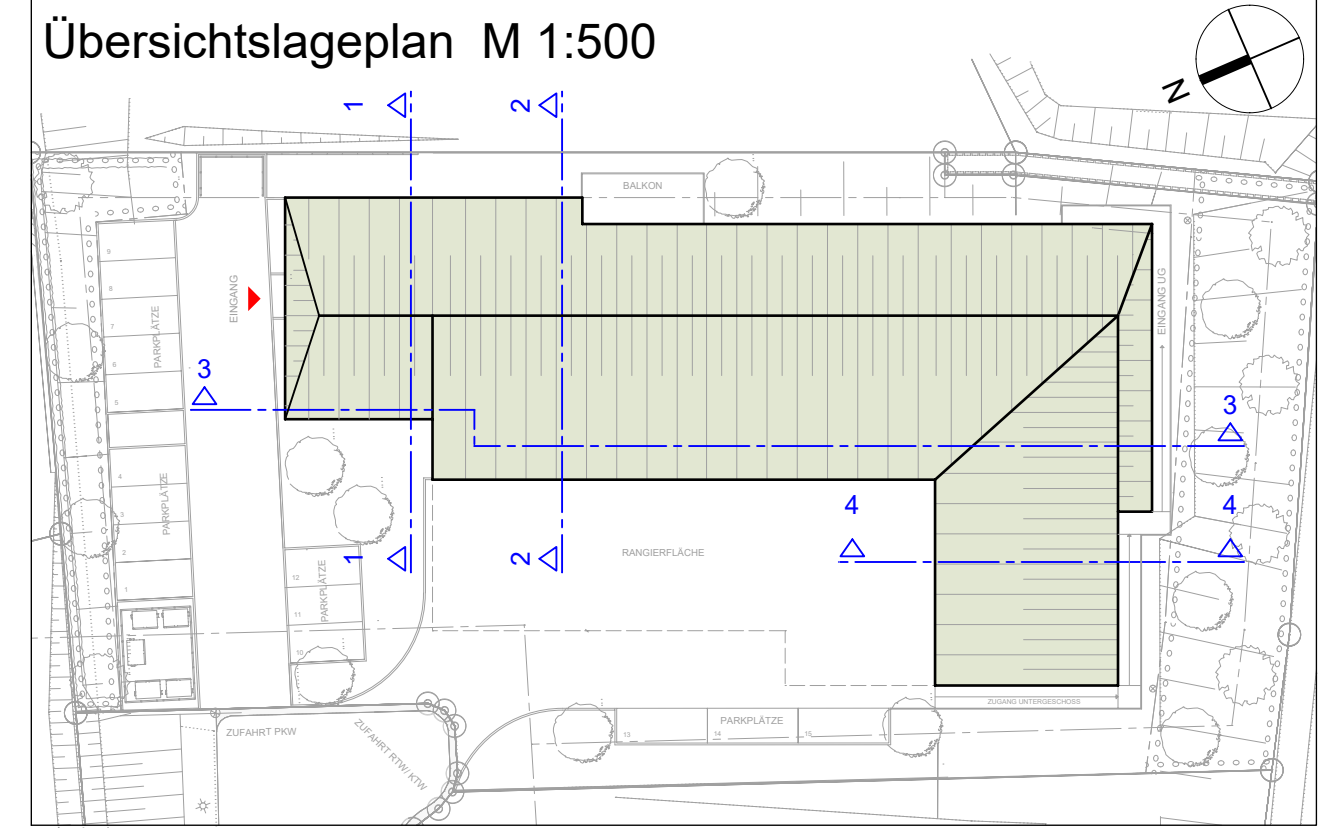 Übersichtslageplan M 1:500
N
1
2
BALKON
EINGANG
EINGANG UG
9
8
7
6
5
PARKPLÄTZE
3
3
4
3
2
1
PARKPLÄTZE
4
4
1
2
RANGIERFLÄCHE
12
11
10
PARKPLÄTZE
ZUGANG UNTERGESCHOSS
ZUFAHRT PKW
ZUFAHRT RTW/ KTW
PARKPLÄTZE
13
14
15